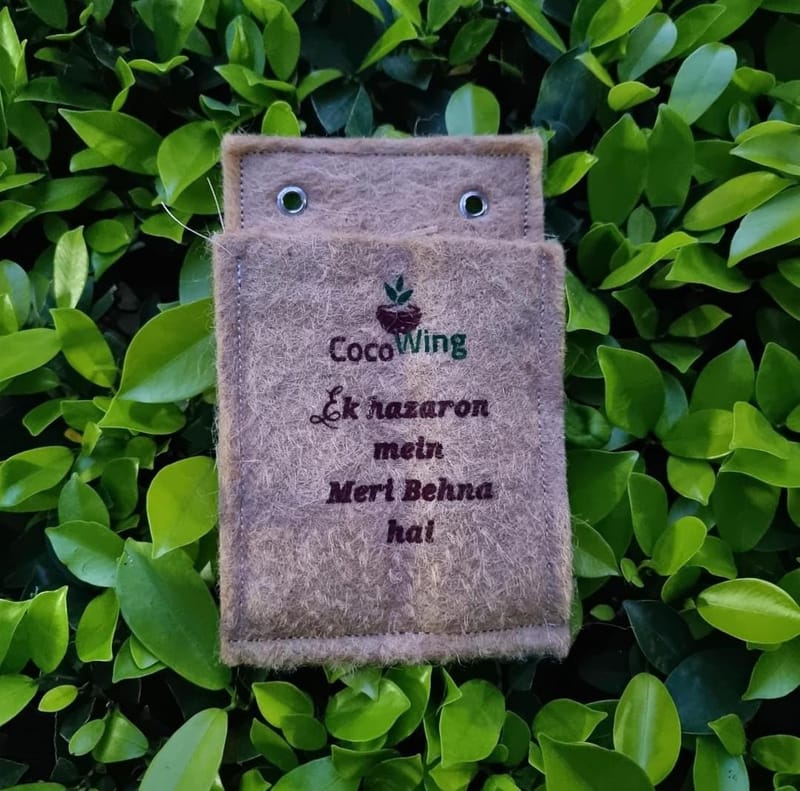 CocoWing
Ek hazaron
mein
Meri Behna
hai